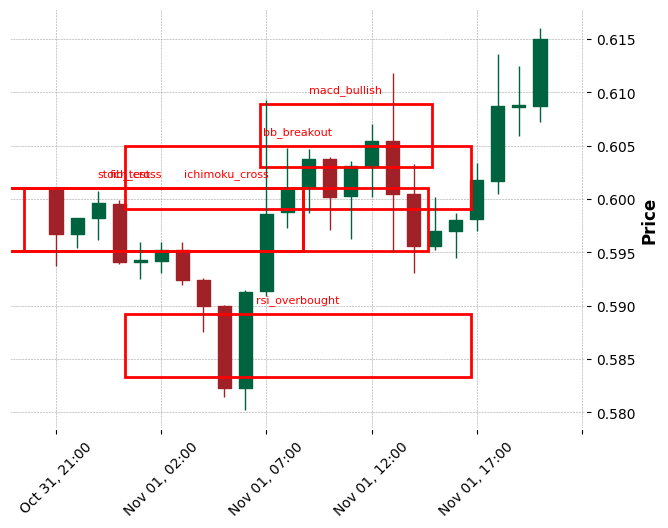 macd_bullish
bb_breakout
stoch_cross
fib_test
ichimoku_cross
rsi_overbought
0.615
0.610
0.605
0.600
0.595
0.590
0.585
0.580
Price
Oct 31, 21:00
Nov 01, 02:00
Nov 01, 07:00
Nov 01, 12:00
Nov 01, 17:00